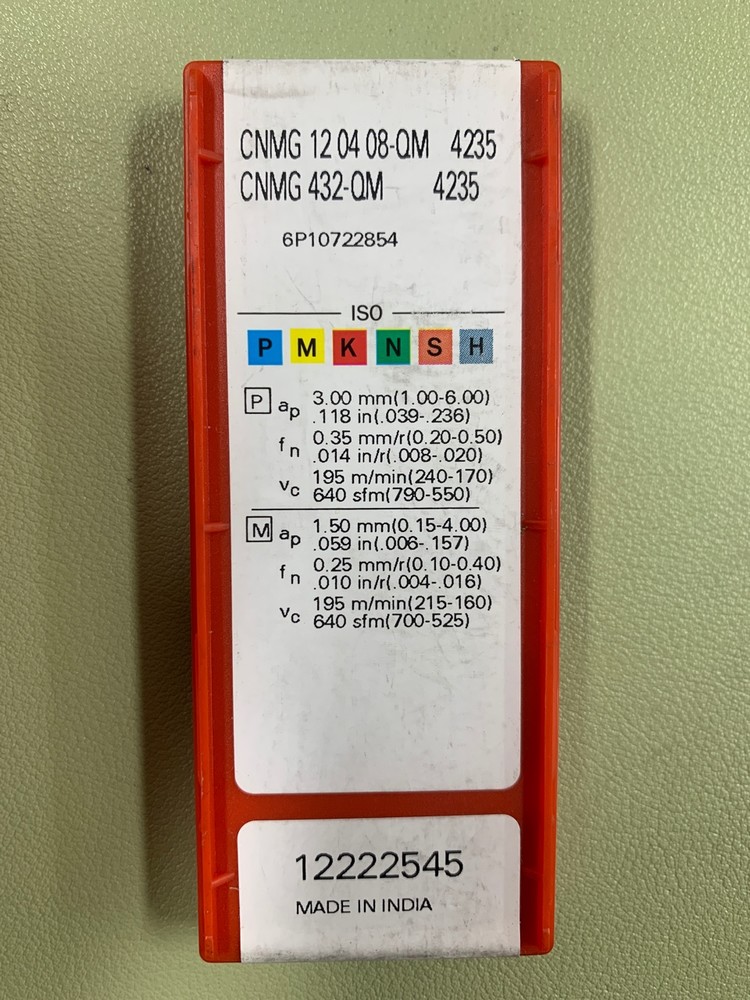 CNMG 12 04 08-QM 4235
CNMG 432-QM 4235
6P10722854
ISO
P M K N S H
P ap 3.00 mm(1.00-6.00)
.118 in(.039-.236)
fn 0.35 mm/r(0.20-0.50)
.014 in/r(.008-.020)
vc 195 m/min(240-170)
640 sfm(790-550)
M ap 1.50 mm(0.15-4.00)
.059 in(.006-.157)
fn 0.25 mm/r(0.10-0.40)
.010 in/r(.004-.016)
vc 195 m/min(215-160)
640 sfm(700-525)
12222545
MADE IN INDIA